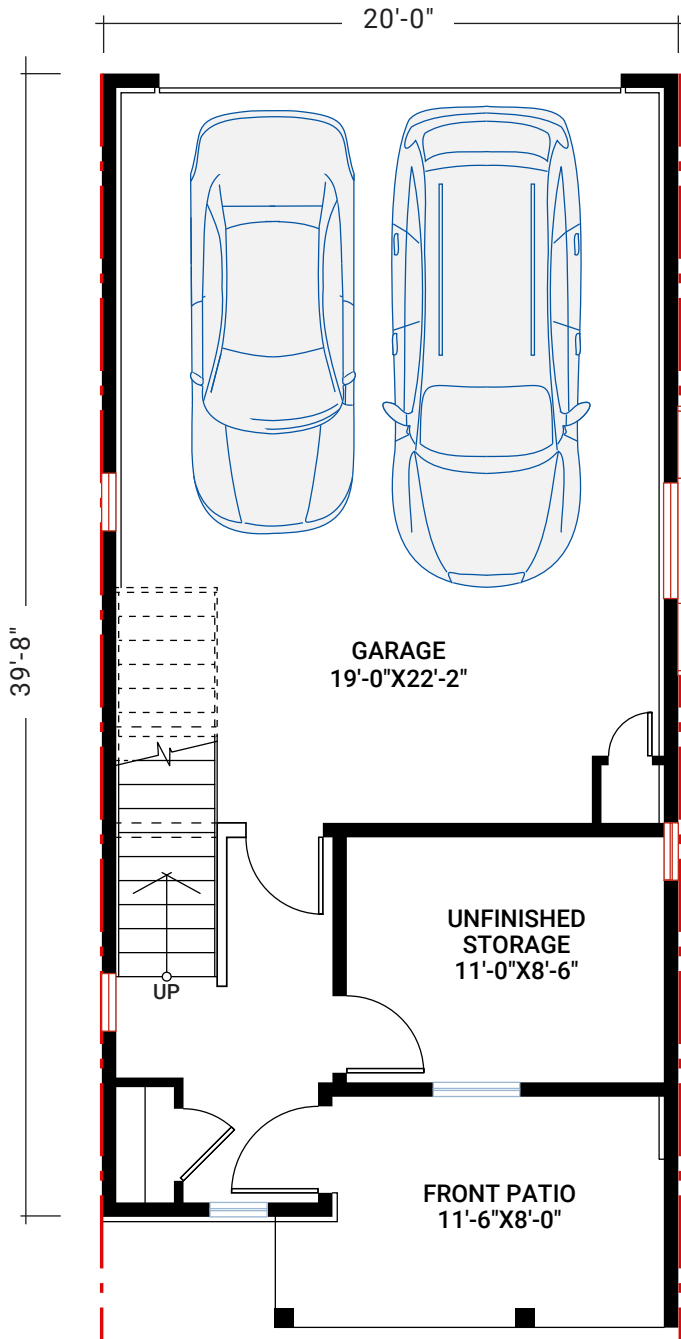 20'-0"
39'-8"
GARAGE
19'-0"X22'-2"
UNFINISHED
STORAGE
11'-0"X8'-6"
UP
FRONT PATIO
11'-6"X8'-0"